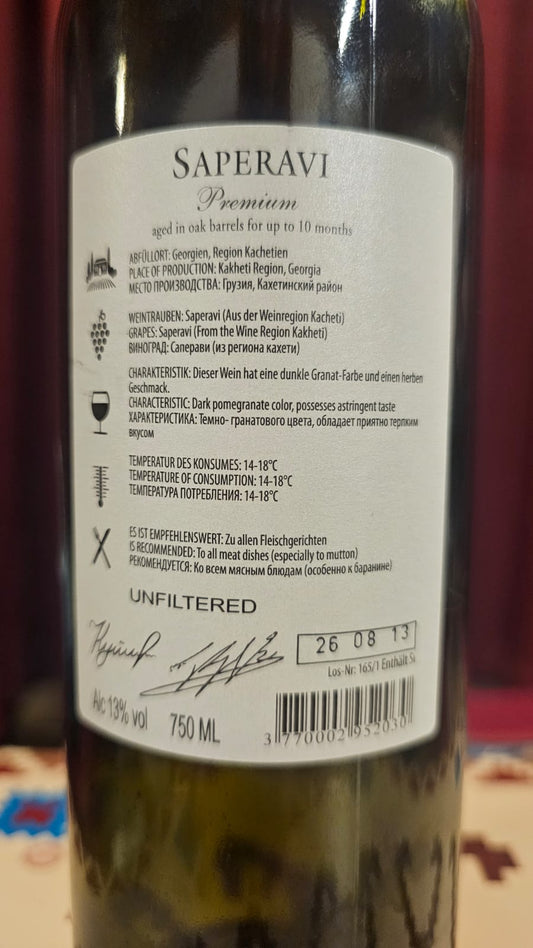 SAPERAVI
Premium
aged in oak barrels for up to 10 months
ABFÜLLORT: Georgien, Region Kachetien
PLACE OF PRODUCTION: Kakheti Region, Georgia
МЕСТО ПРОИЗВОДСТВА: Грузия, Кахетинский район
WEINTRAUBEN: Saperavi (Aus der Weinregion Kacheti)
GRAPES: Saperavi (From the Wine Region Kakheti)
ВИНОГРАД: Саперави (из региона кахети)
CHARAKTERISTIK: Dieser Wein hat eine dunkle Granat-Farbe und einen herben
Geschmack.
CHARACTERISTIC: Dark pomegranate color, possesses astringent taste
ХАРАКТЕРИСТИКА: Темно- гранатового цвета, обладает приятно терпким
вкусом
TEMPERATUR DES KONSUMES: 14-18°C
TEMPERATURE OF CONSUMPTION: 14-18°C
ТЕМПЕРАТУРА ПОТРЕБЛЕНИЯ: 14-18°C
ES IST EMPFEHLENSWERT: Zu allen Fleischgerichten
IS RECOMMENDED: To all meat dishes (especially to mutton)
РЕКОМЕНДУЕТСЯ: Ко всем мясным блюдам (особенно к баранине)
UNFILTERED
26 08 13
Los-Nr: 165/1 Enthält
Alc 13% vol
750 ML
3 770002 952030